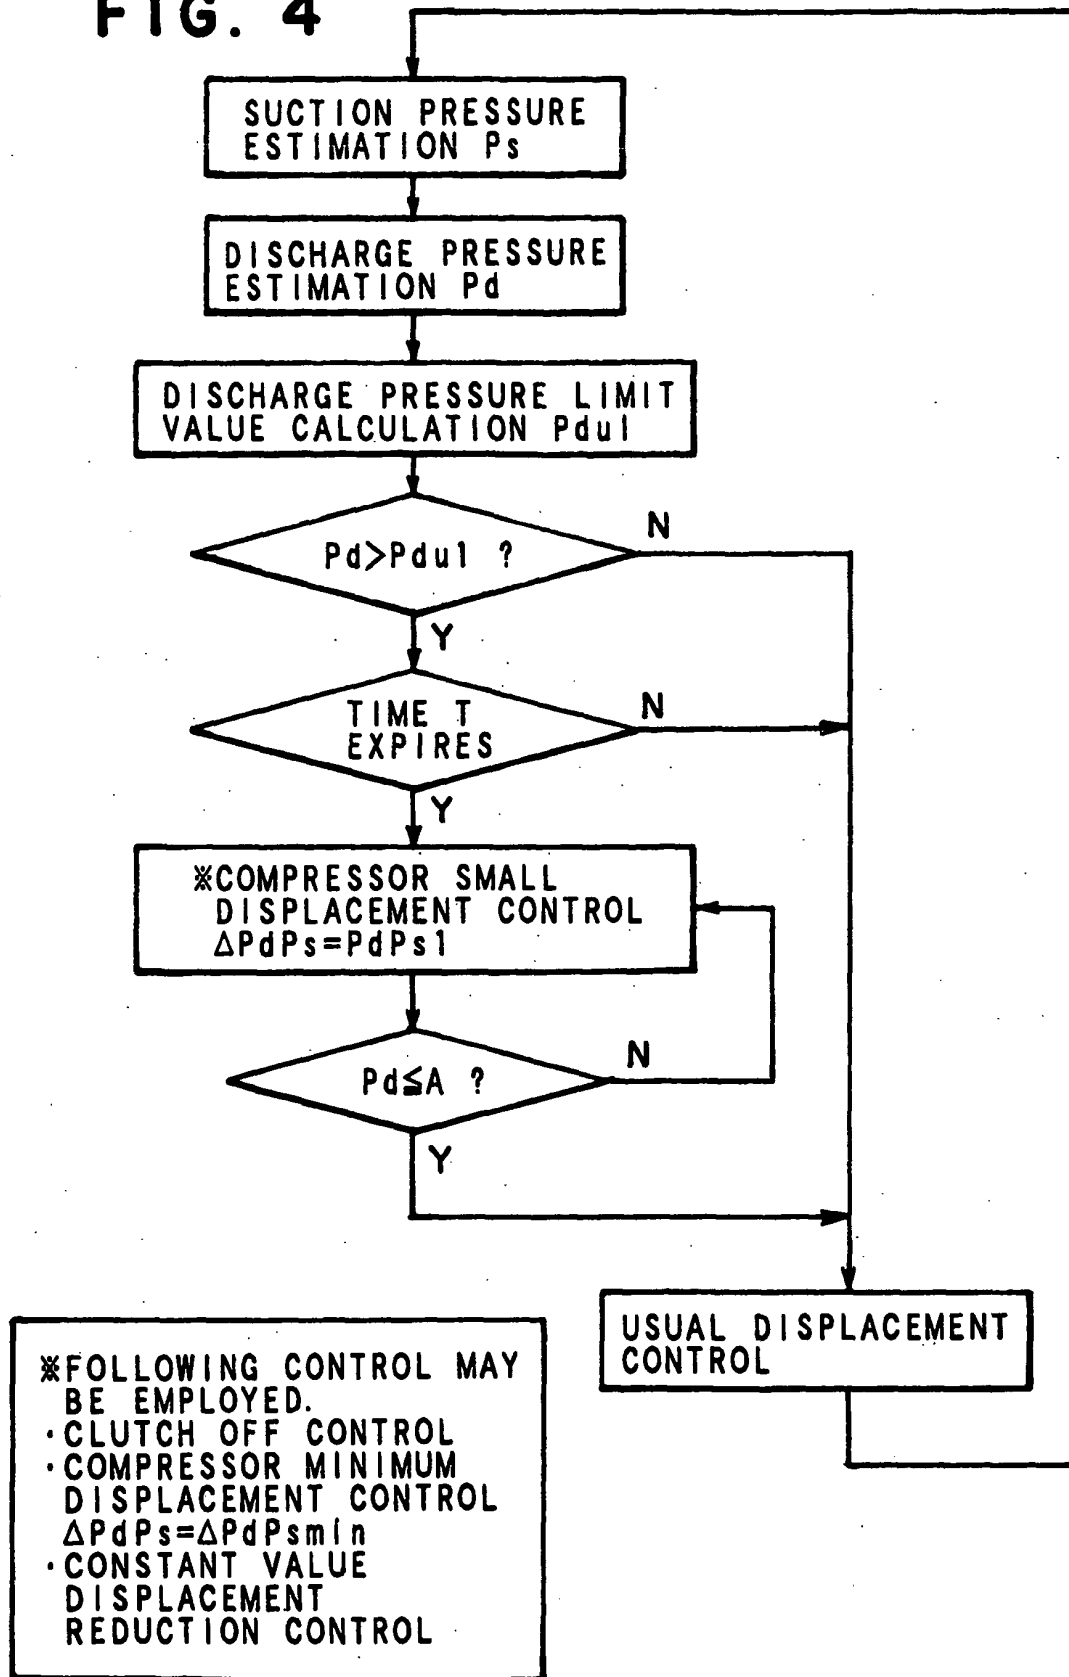 FIG. 4
SUCTION PRESSURE
ESTIMATION Ps
DISCHARGE PRESSURE
ESTIMATION Pd
DISCHARGE PRESSURE LIMIT
VALUE CALCULATION Pdul
Pd>Pdul ?
N
Y
TIME T
EXPIRES
N
Y
※COMPRESSOR SMALL
DISPLACEMENT CONTROL
ΔPdPs=PdPs1
Pd≦A ?
N
Y
USUAL DISPLACEMENT
CONTROL
※FOLLOWING CONTROL MAY
BE EMPLOYED.
・CLUTCH OFF CONTROL
・COMPRESSOR MINIMUM
DISPLACEMENT CONTROL
ΔPdPs=ΔPdPsmin
・CONSTANT VALUE
DISPLACEMENT
REDUCTION CONTROL